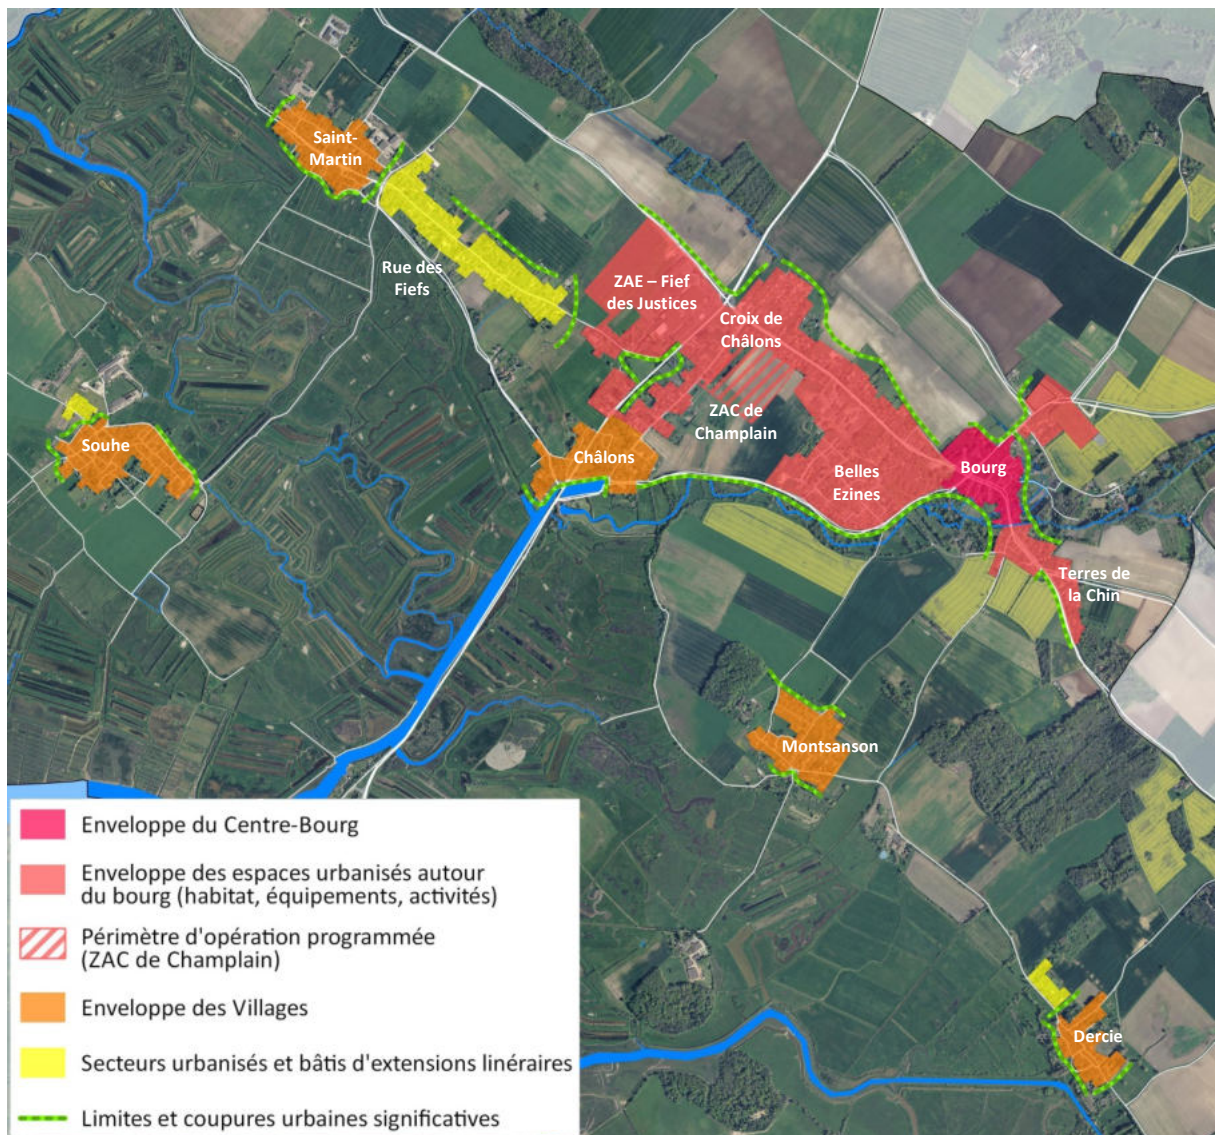 Saint-
Martin
Rue des
Fiefs
ZAE – Fief
des Justices
Croix de
Châlons
ZAC de
Champlain
Souhe
Châlons
Belles
Ezines
Bourg
Terres de
la Chin
Montsanson
Dercie
Enveloppe du Centre-Bourg
Enveloppe des espaces urbanisés autour
du bourg (habitat, équipements, activités)
Périmètre d'opération programmée
(ZAC de Champlain)
Enveloppe des Villages
Secteurs urbanisés et bâtis d'extensions linéraires
Limites et coupures urbaines significatives